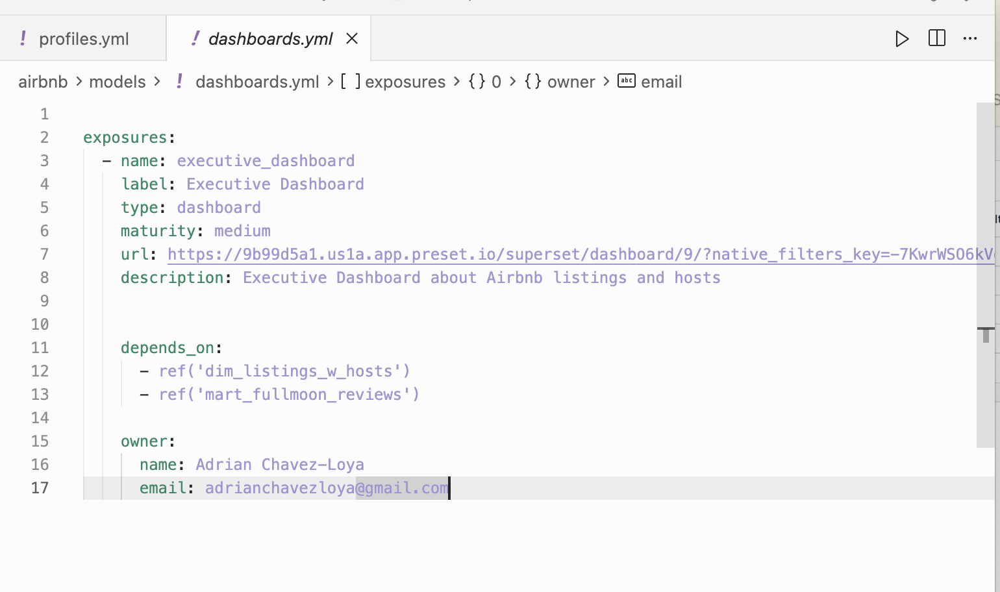 ! profiles.yml ! dashboards.yml
airbnb > models > ! dashboards.yml > [ ] exposures > {} 0 > {} owner > abc email
1
2 exposures:
3 - name: executive_dashboard
4 label: Executive Dashboard
5 type: dashboard
6 maturity: medium
7 url: https://9b99d5a1.us1a.app.preset.io/superset/dashboard/9/?native_filters_key=-7KwrWSO6kV
8 description: Executive Dashboard about Airbnb listings and hosts
9
10
11 depends_on:
12 - ref('dim_listings_w_hosts')
13 - ref('mart_fullmoon_reviews')
14
15 owner:
16 name: Adrian Chavez-Loya
17 email: adrianchavezloya@gmail.com